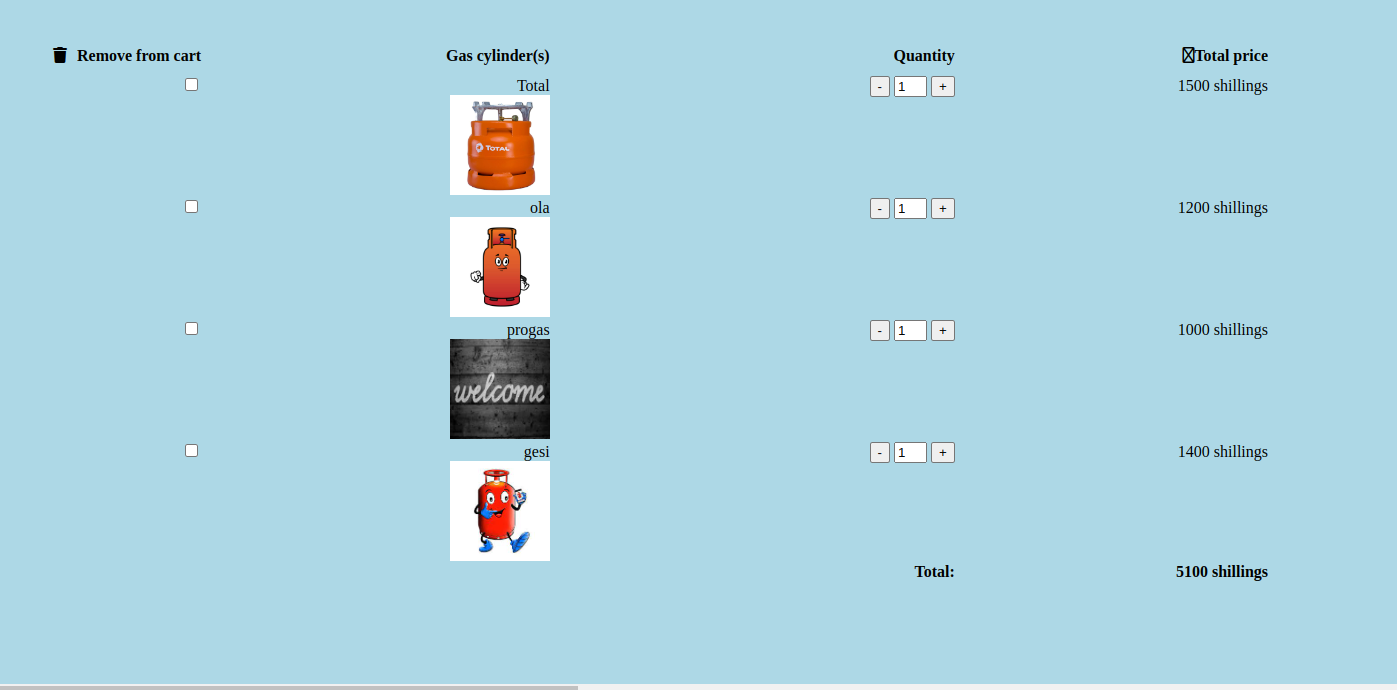 Remove from cart Gas cylinder(s) Quantity Total price
Total - 1 + 1500 shillings
TOTAL
ola - 1 + 1200 shillings
progas - 1 + 1000 shillings
welcome
gesi - 1 + 1400 shillings
Total: 5100 shillings